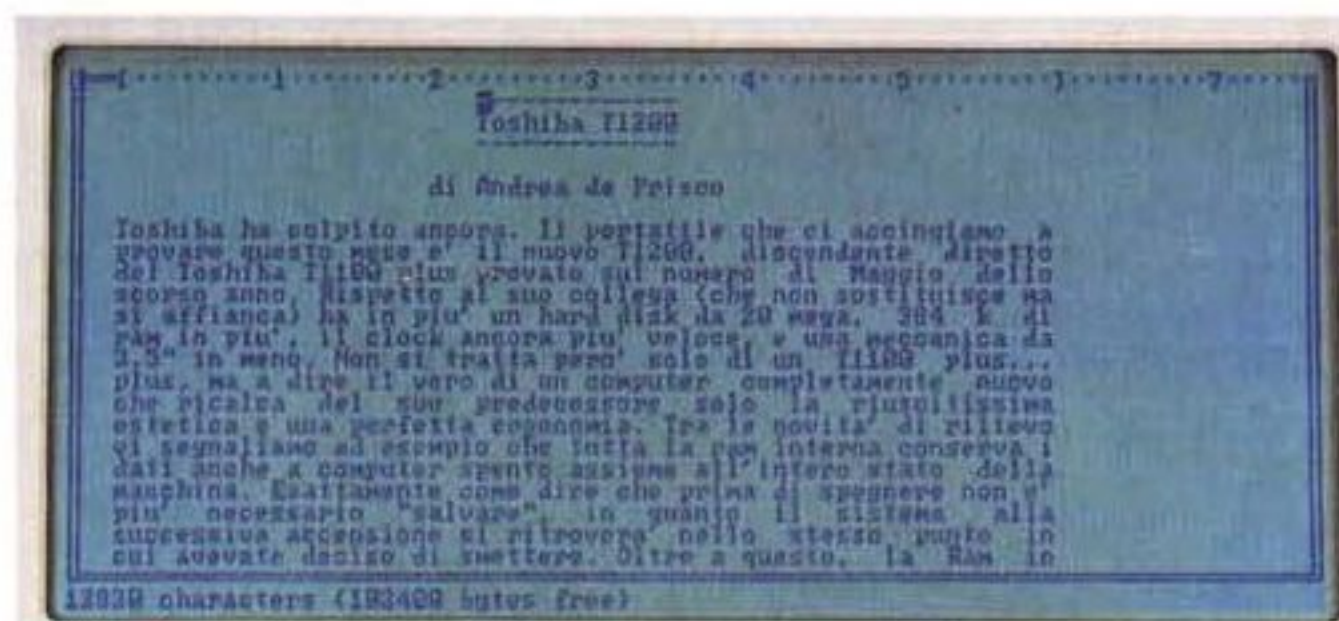 1 2 3 4 5 7
Toshiba T1200
di Andrea de Prisco
Toshiba ha colpito ancora. Il portatile che ci accingiamo a
provare questo mese e' il nuovo T1200, discendente diretto
del Toshiba T1100 plus provato sul numero di Maggio dello
scorso anno. Rispetto al suo collega (che non sostituisce ma
si affianca) ha in piu' un hard disk da 20 mega, 384 k di
ram in piu', il clock ancora piu' veloce, e una meccanica da
3.5" in meno. Non si tratta pero' solo di un T1100 plus...
plus, ma a dire il vero di un computer completamente nuovo
che ricalca del suo predecessore solo la riuscitissima
estetica e una perfetta ergonomia. Tra le novita' di rilievo
vi segnaliamo ad esempio che tutta la ram interna conserva i
dati anche a computer spento assieme all'intero stato della
macchina. Esattamente come dire che prima di spegnere non e'
piu' necessario "salvare", in quanto il sistema alla
successiva accensione si ritrovera' nello stesso punto in
cui avevate deciso di smettere. Oltre a questo, la RAM in
characters (102400 bytes free)